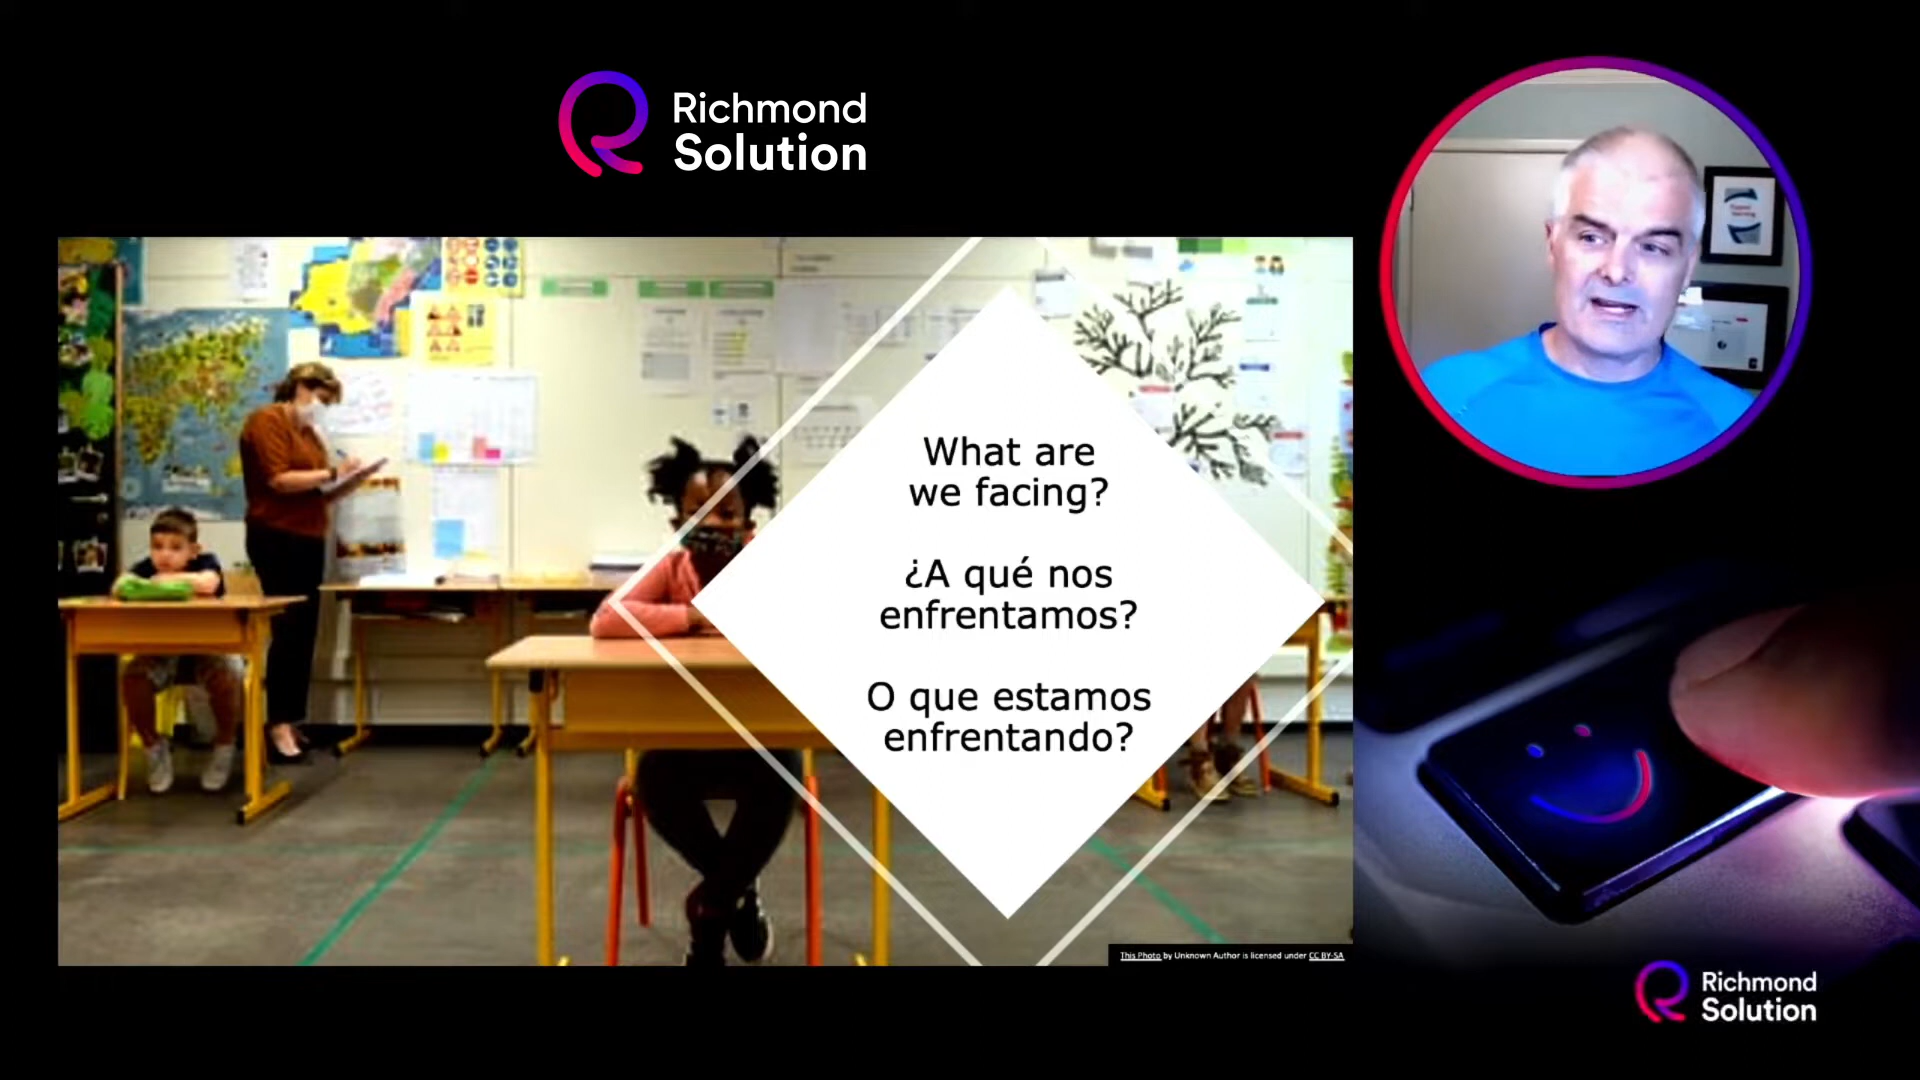 Richmond
Solution
What are
we facing?
¿A qué nos
enfrentamos?
O que estamos
enfrentando?
This Photo by Unknown Author is licensed under CC BY-SA
Richmond
Solution